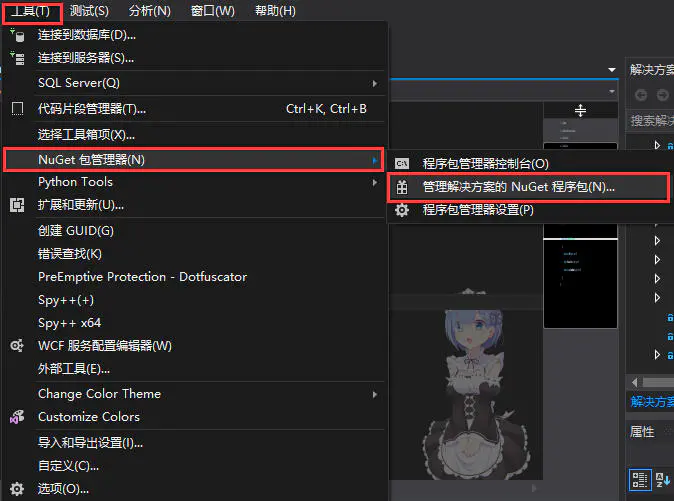 工具(T) 测试(S) 分析(N) 窗口(W) 帮助(H)
连接到数据库(D)...
连接到服务器(S)...
SQL Server(Q)
代码片段管理器(T)... Ctrl+K, Ctrl+B
选择工具箱项(X)...
NuGet 包管理器(N)
Python Tools
扩展和更新(U)...
创建 GUID(G)
错误查找(K)
PreEmptive Protection - Dotfuscator
Spy++(+)
Spy++ x64
WCF 服务配置编辑器(W)
外部工具(E)...
Change Color Theme
Customize Colors
导入和导出设置(I)...
自定义(C)...
选项(O)...
C:\
程序包管理器控制台(O)
管理解决方案的 NuGet 程序包(N)...
程序包管理器设置(P)
解决方案
搜索解决
解决方案
属性